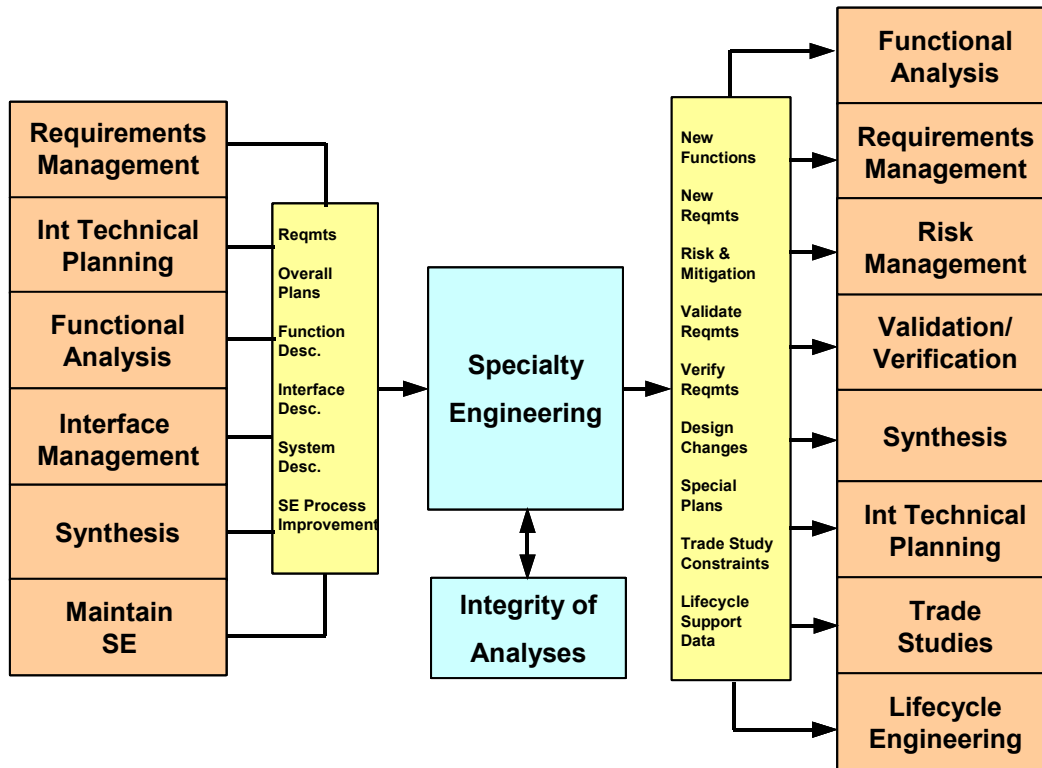 Requirements
Management
Int Technical
Planning
Functional
Analysis
Interface
Management
Synthesis
Maintain
SE
Reqmts
Overall
Plans
Function
Desc.
Interface
Desc.
System
Desc.
SE Process
Improvement
Specialty
Engineering
Integrity of
Analyses
New
Functions
New
Reqmts
Risk &
Mitigation
Validate
Reqmts
Verify
Reqmts
Design
Changes
Special
Plans
Trade Study
Constraints
Lifecycle
Support
Data
Functional
Analysis
Requirements
Management
Risk
Management
Validation/
Verification
Synthesis
Int Technical
Planning
Trade
Studies
Lifecycle
Engineering